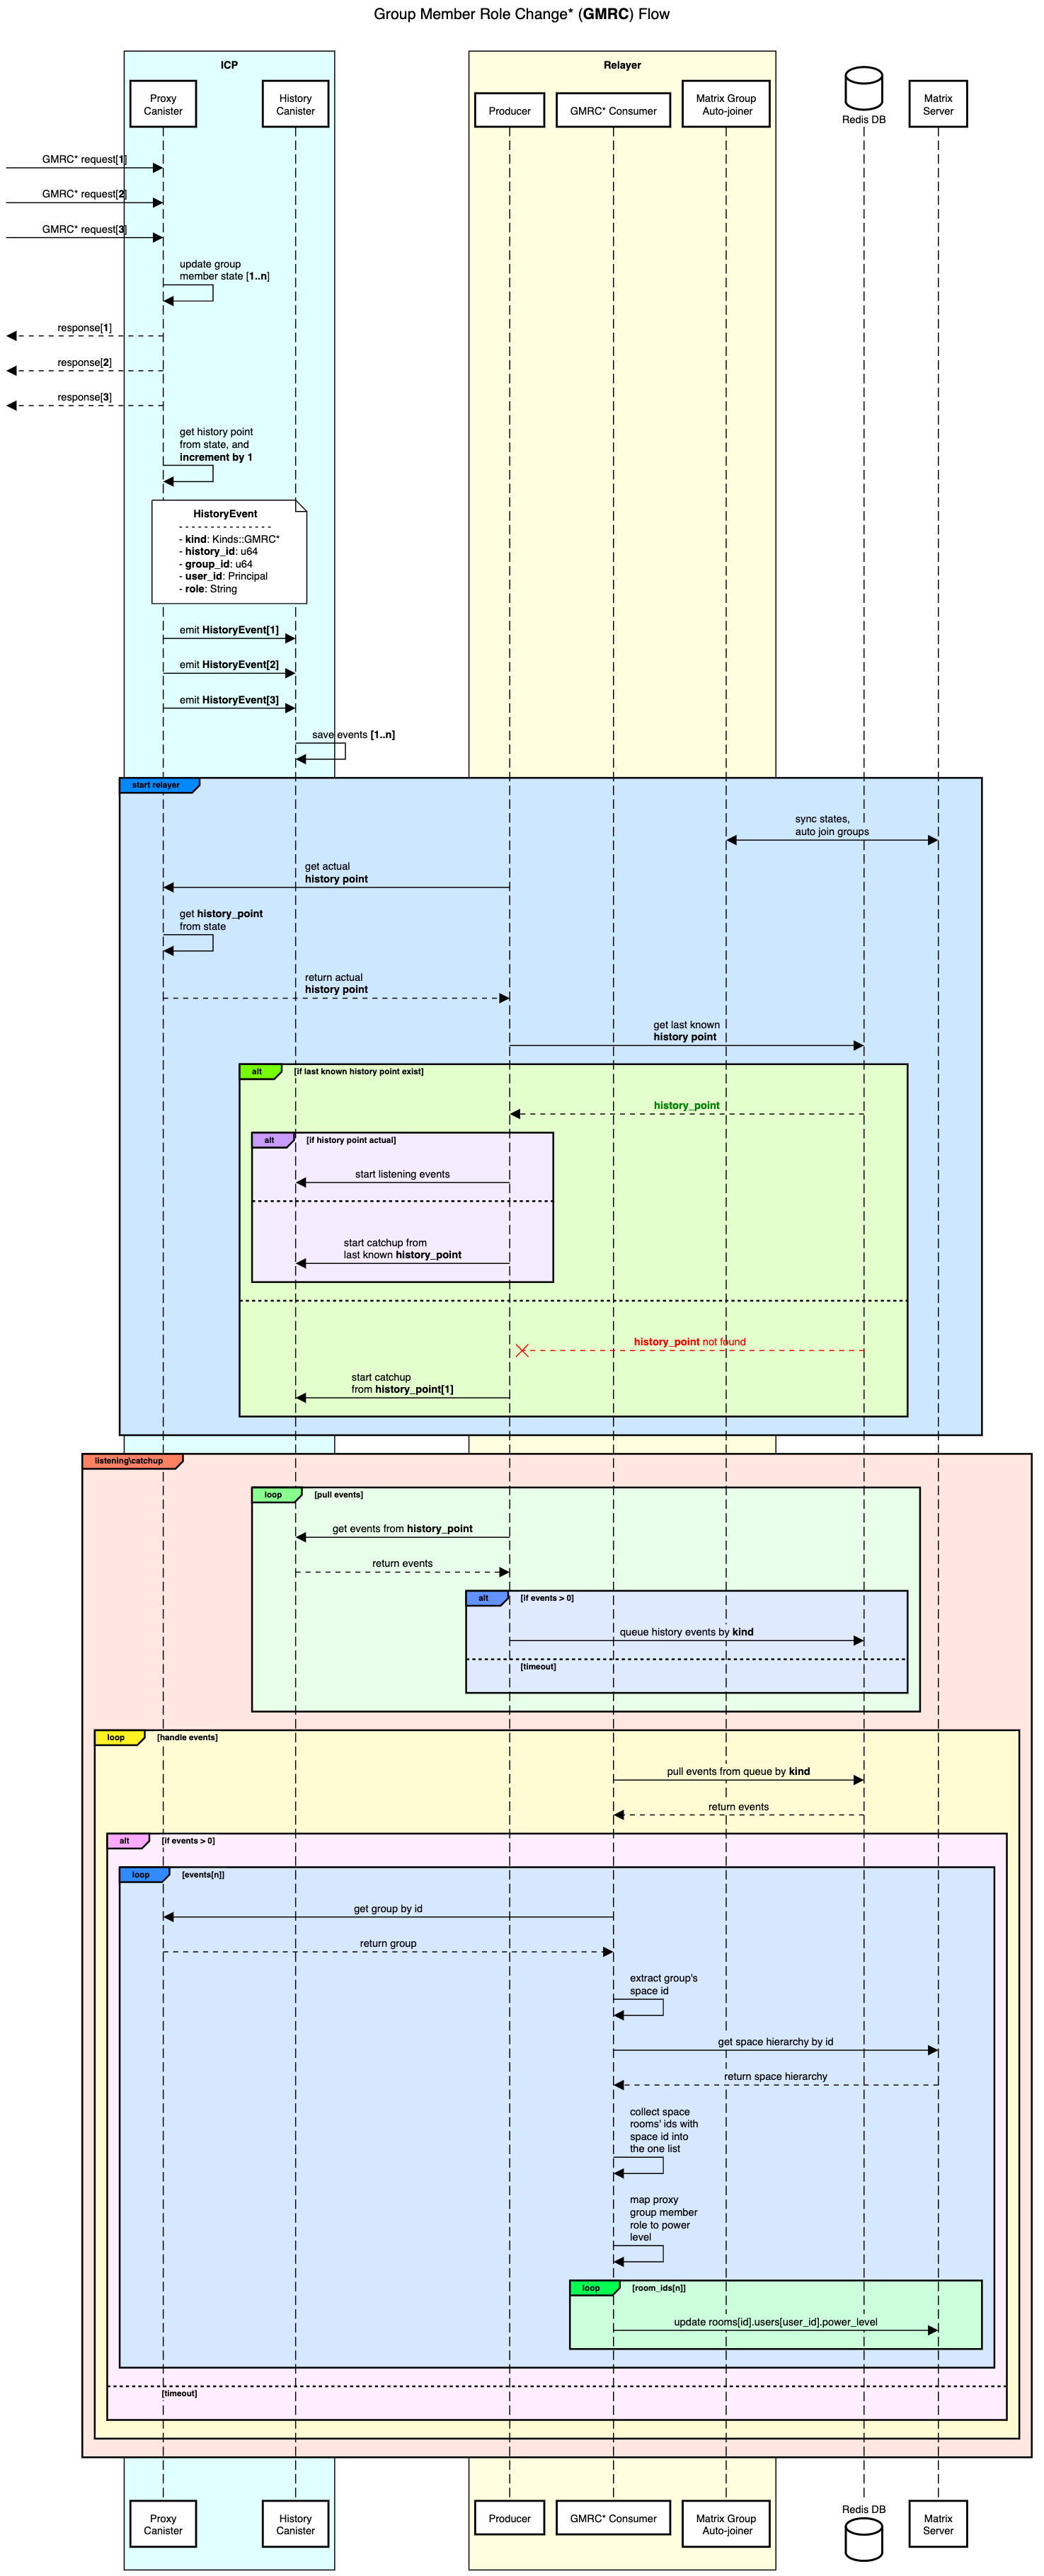 Group Member Role Change* (GMRC) Flow
ICP
Relayer
Proxy
Canister
History
Canister
Producer
GMRC* Consumer
Matrix Group
Auto-joiner
Redis DB
Matrix
Server
GMRC* request[1]
GMRC* request[2]
GMRC* request[3]
update group
member state [1..n]
response[1]
response[2]
response[3]
get history point
from state, and
increment by 1
HistoryEvent
- - - - - - - - - - - - - - -
- kind: Kinds::GMRC*
- history_id: u64
- group_id: u64
- user_id: Principal
- role: String
emit HistoryEvent[1]
emit HistoryEvent[2]
emit HistoryEvent[3]
save events [1..n]
start relayer
sync states,
auto join groups
get actual
history point
get history_point
from state
return actual
history point
get last known
history point
alt [if last known history point exist]
history_point
alt [if history point actual]
start listening events
start catchup from
last known history_point
history_point not found
start catchup
from history_point[1]
listening\catchup
loop [pull events]
get events from history_point
return events
alt [if events > 0]
queue history events by kind
[timeout]
loop [handle events]
pull events from queue by kind
return events
alt [if events > 0]
loop [events[n]]
get group by id
return group
extract group's
space id
get space hierarchy by id
return space hierarchy
collect space
rooms' ids with
space id into
the one list
map proxy
group member
role to power
level
loop [room_ids[n]]
update rooms[id].users[user_id].power_level
[timeout]
Proxy
Canister
History
Canister
Producer
GMRC* Consumer
Matrix Group
Auto-joiner
Redis DB
Matrix
Server